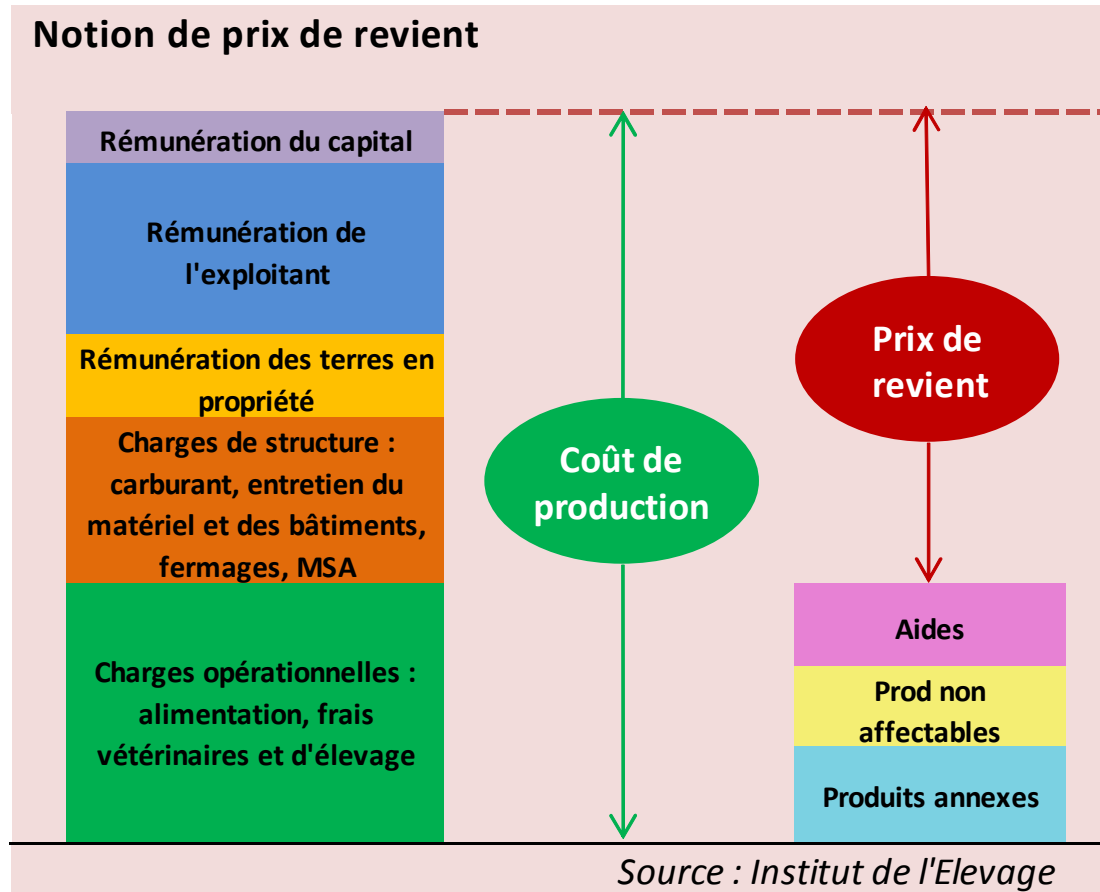 Notion de prix de revient
Rémunération du capital
Rémunération de
l'exploitant
Rémunération des terres en
propriété
Charges de structure :
carburant, entretien du
matériel et des bâtiments,
fermages, MSA
Charges opérationnelles :
alimentation, frais
vétérinaires et d'élevage
Coût de
production
Prix de
revient
Aides
Prod non
affectables
Produits annexes
Source : Institut de l'Elevage